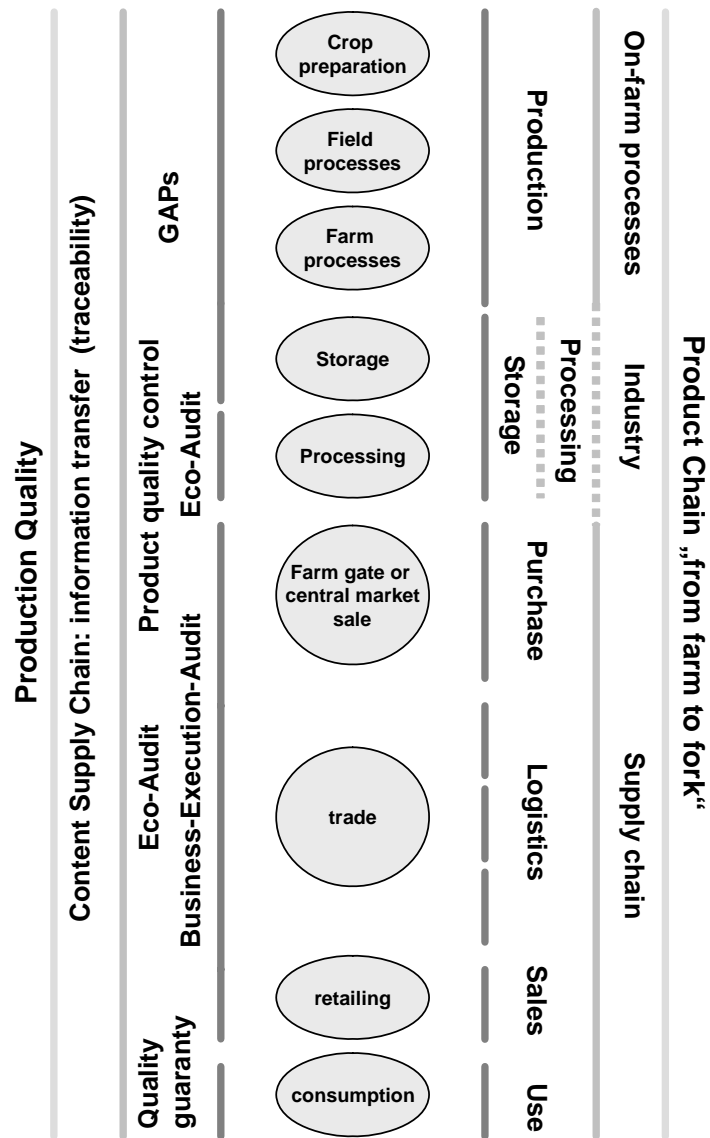 Production Quality
Content Supply Chain: information transfer (traceability)
GAPs
Product quality control
Eco-Audit
Eco-Audit
Business-Execution-Audit
Quality
guaranty
Crop
preparation
Field
processes
Farm
processes
Storage
Processing
Farm gate or
central market
sale
trade
retailing
consumption
Production
Processing
Storage
Purchase
Logistics
Sales
Use
On-farm processes
Industry
Supply chain
Product Chain „from farm to fork“